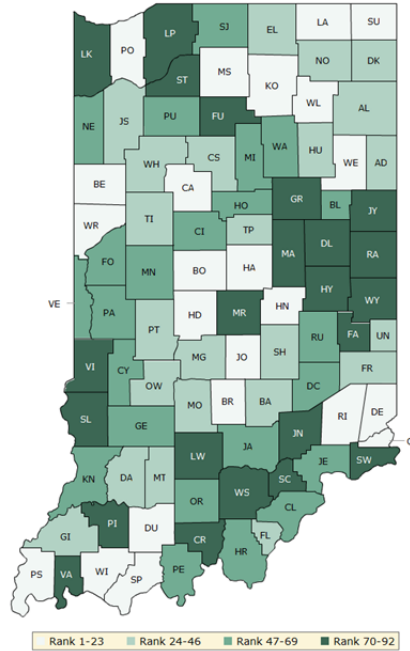 LA SU
LK PO LP SJ EL
NO DK
ST MS KO
WL
NE JS PU FU AL
WH CS MI WA HU WE AD
BE CA
GR BL JY
WR TI HO
CI TP
FO MA DL RA
MN BO HA
VE HY WY
PA HD MR HN
PT RU FA UN
MG JO SH
VI CY FR
OW DC
MO BR BA RI DE
SL GE JN
JA
LW JE SW
KN DA MT SC
OR WS CL
PI DU
GI CR FL
HR
PS VA WI SP PE
Rank 1-23 Rank 24-46 Rank 47-69 Rank 70-92